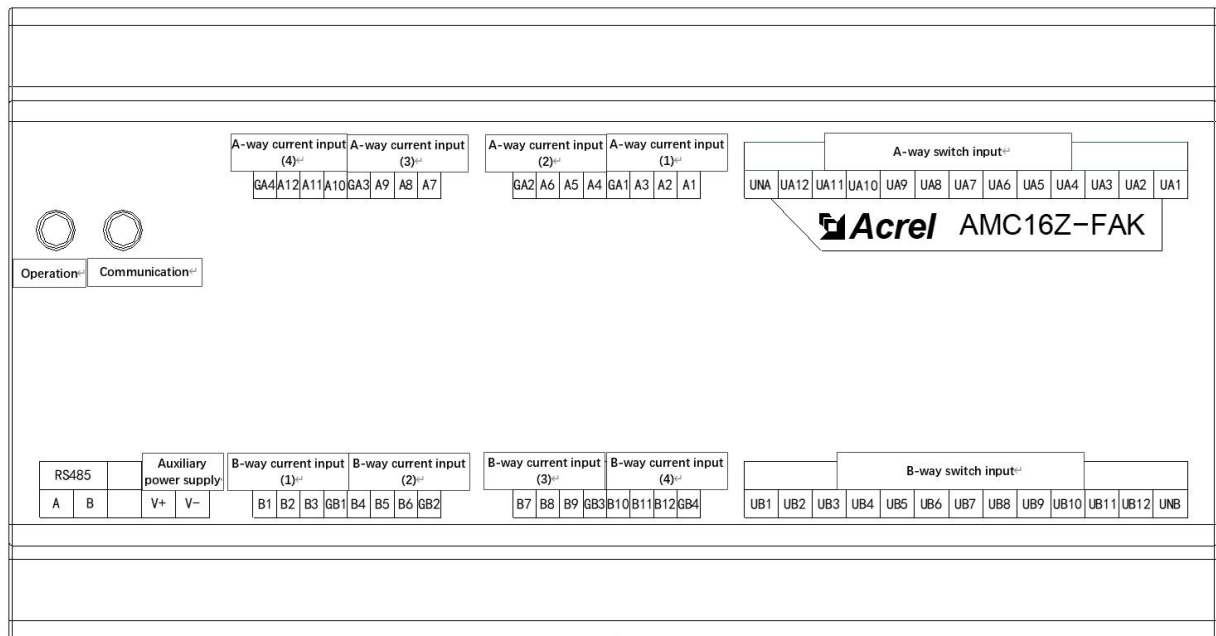 A-way current input
(4)↵
A-way current input
(3)↵
A-way current input
(2)↵
A-way current input
(1)↵
A-way switch input↵
GA4 A12 A11 A10 GA3 A9 A8 A7
GA2 A6 A5 A4 GA1 A3 A2 A1
UNA UA12 UA11 UA10 UA9 UA8 UA7 UA6 UA5 UA4 UA3 UA2 UA1
Acrel AMC16Z-FAK
Operation↵
Communication↵
RS485
Auxiliary
power supply
B-way current input
(1)↵
B-way current input
(2)↵
B-way current input
(3)↵
B-way current input
(4)↵
B-way switch input↵
A B V+ V-
B1 B2 B3 GB1 B4 B5 B6 GB2
B7 B8 B9 GB3 B10 B11 B12 GB4
UB1 UB2 UB3 UB4 UB5 UB6 UB7 UB8 UB9 UB10 UB11 UB12 UNB